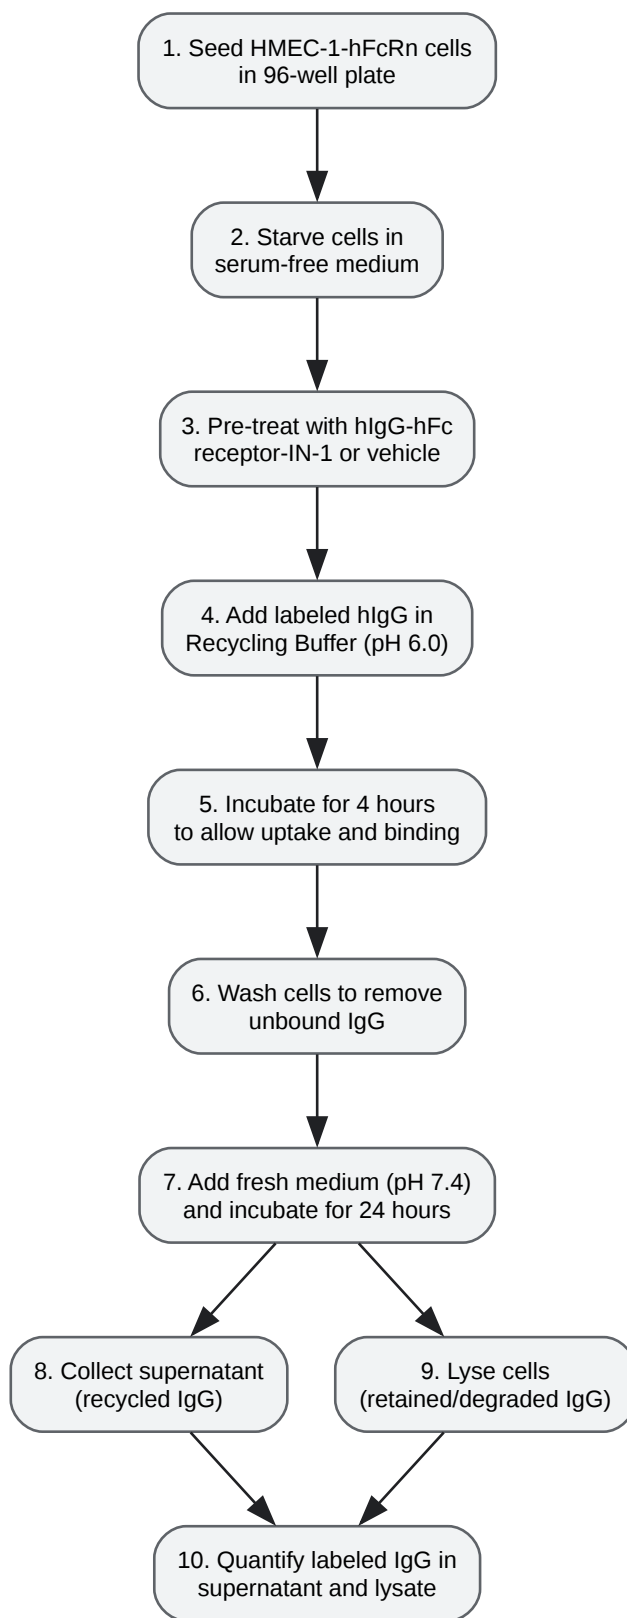 1. Seed HMEC-1-hFcRn cells
in 96-well plate
2. Starve cells in
serum-free medium
3. Pre-treat with hIgG-hFc
receptor-IN-1 or vehicle
4. Add labeled hIgG in
Recycling Buffer (pH 6.0)
5. Incubate for 4 hours
to allow uptake and binding
6. Wash cells to remove
unbound IgG
7. Add fresh medium (pH 7.4)
and incubate for 24 hours
8. Collect supernatant
(recycled IgG)
9. Lyse cells
(retained/degraded IgG)
10. Quantify labeled IgG in
supernatant and lysate